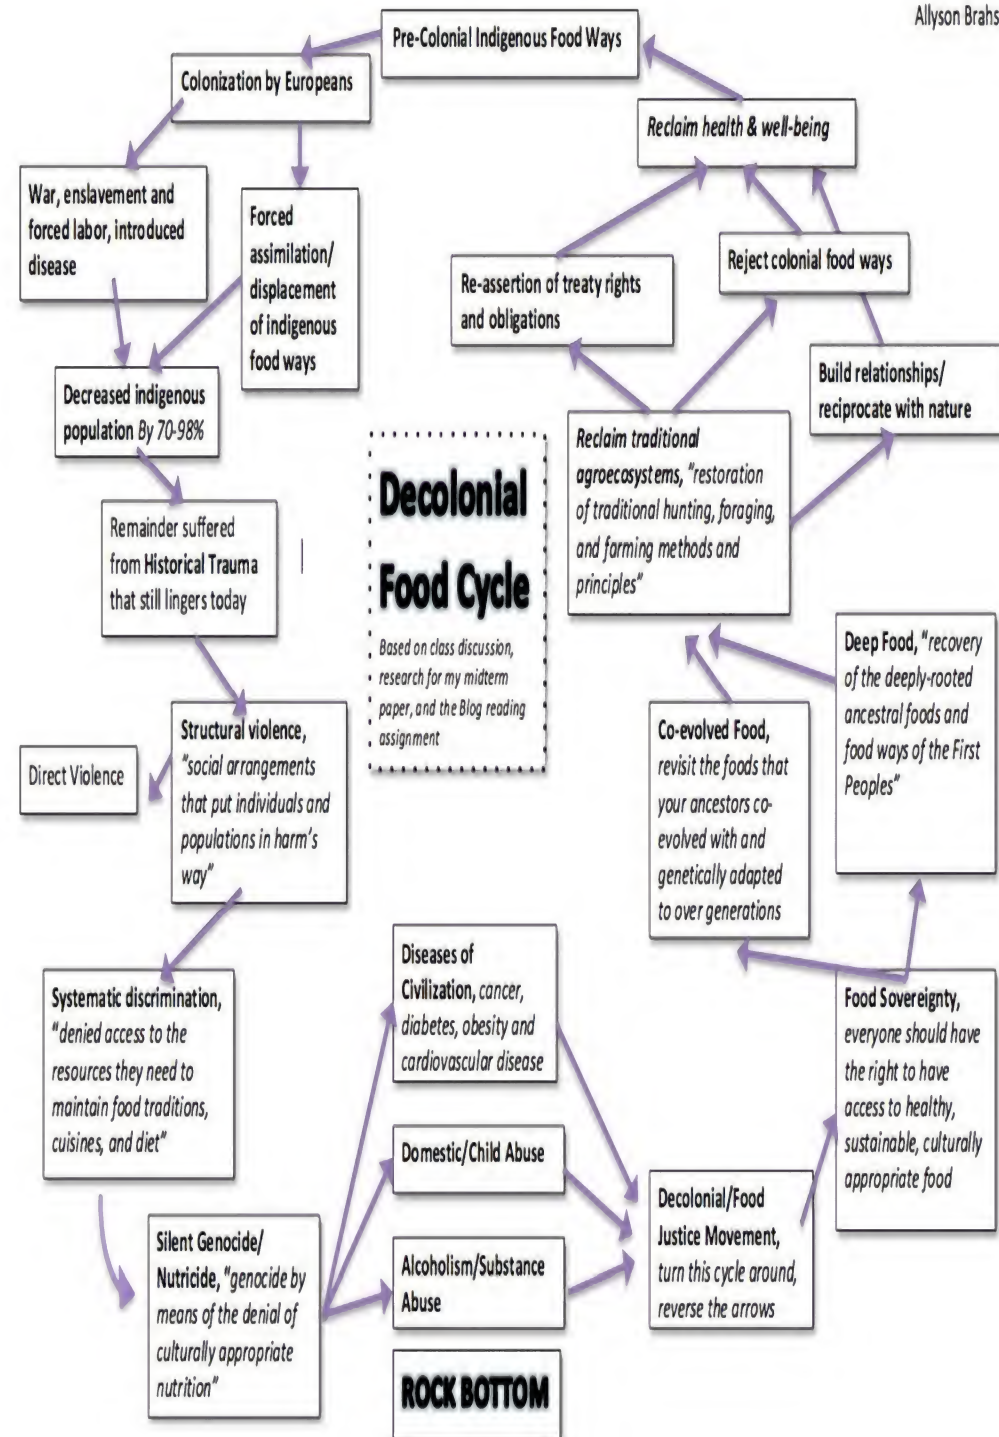 Allyson Brahs
Pre-Colonial Indigenous Food Ways
Colonization by Europeans
Reclaim health & well-being
War, enslavement and
forced labor, introduced
disease
Forced
assimilation/
displacement
of indigenous
food ways
Re-assertion of treaty rights
and obligations
Reject colonial food ways
Build relationships/
reciprocate with nature
Decreased indigenous
population By 70-98%
Reclaim traditional
agroecosystems, "restoration
of traditional hunting, foraging,
and farming methods and
principles"
Decolonial
Food Cycle
Based on class discussion,
research for my midterm
paper, and the Blog reading
assignment
Remainder suffered
from Historical Trauma
that still lingers today
Deep Food, "recovery
of the deeply-rooted
ancestral foods and
food ways of the First
Peoples"
Co-evolved Food,
revisit the foods that
your ancestors co-
evolved with and
genetically adapted
to over generations
Structural violence,
"social arrangements
that put individuals and
populations in harm's
way"
Direct Violence
Systematic discrimination,
"denied access to the
resources they need to
maintain food traditions,
cuisines, and diet"
Diseases of
Civilization, cancer,
diabetes, obesity and
cardiovascular disease
Food Sovereignty,
everyone should have
the right to have
access to healthy,
sustainable, culturally
appropriate food
Domestic/Child Abuse
Decolonial/Food
Justice Movement,
turn this cycle around,
reverse the arrows
Silent Genocide/
Nutricide, "genocide by
means of the denial of
culturally appropriate
nutrition"
Alcoholism/Substance
Abuse
ROCK BOTTOM